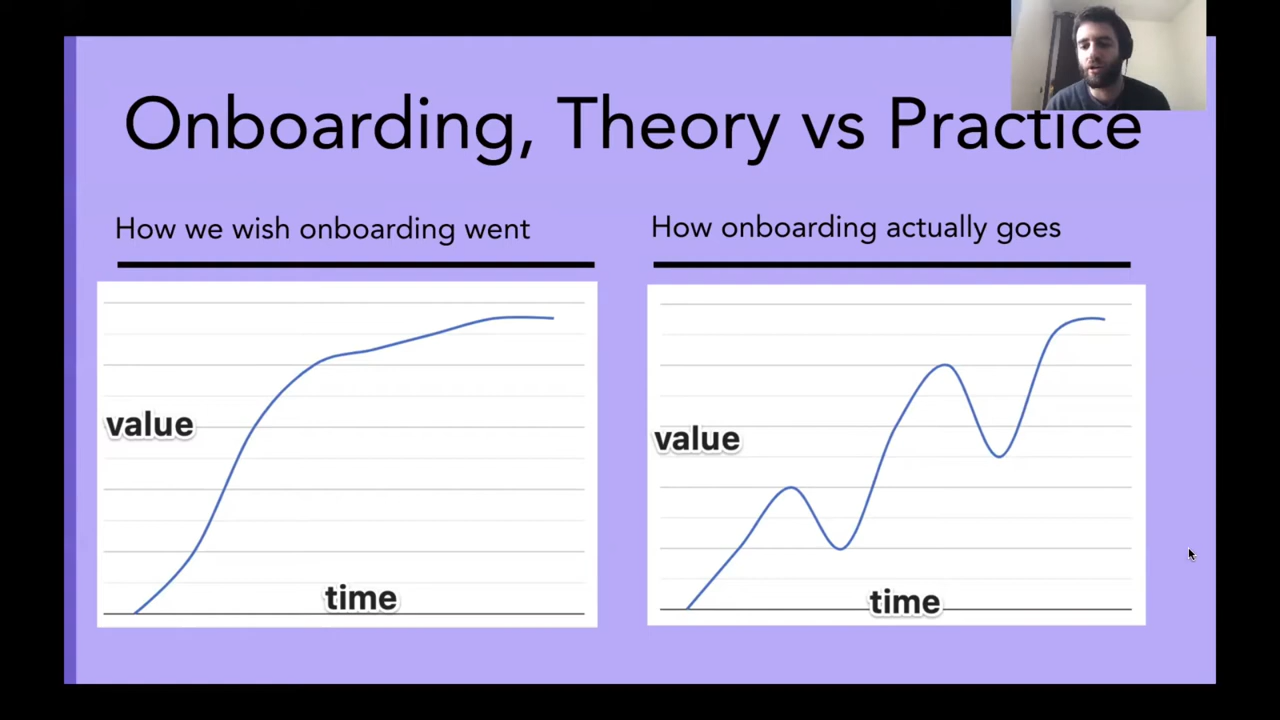 Onboarding, Theory vs Practice
How we wish onboarding went
How onboarding actually goes
value
time
value
time